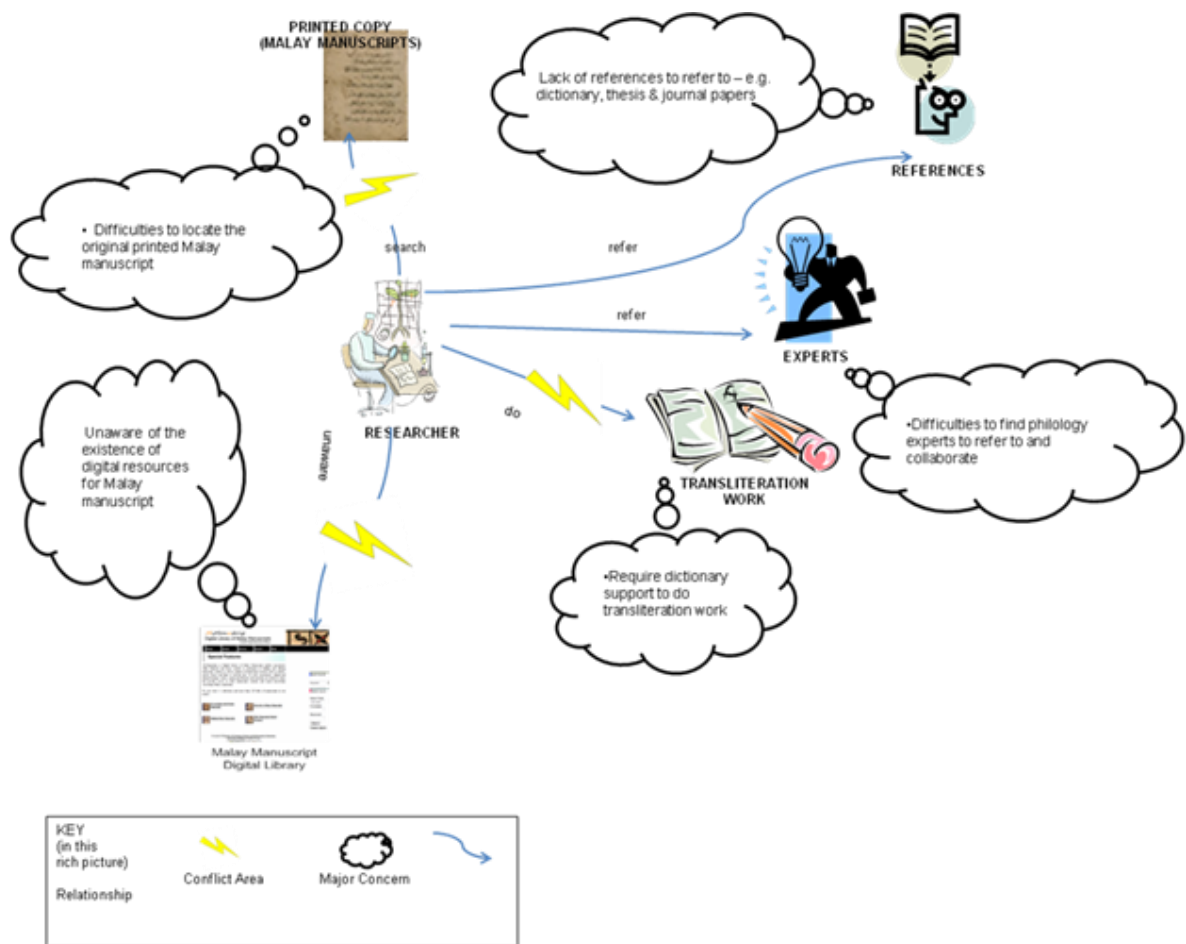 PRINTED COPY
(MALAY MANUSCRIPTS)
Lack of references to refer to – e.g.
dictionary, thesis & journal papers
REFERENCES
• Difficulties to locate the
original printed Malay
manuscript
search
refer
refer
EXPERTS
RESEARCHER
do
unaware
•Difficulties to find philology
experts to refer to and
collaborate
Unaware of the
existence of
digital resources
for Malay
manuscript
TRANSLITERATION
WORK
•Require dictionary
support to do
transliteration work
Malay Manuscript
Digital Library
KEY
(in this
rich picture)
Conflict Area
Major Concern
Relationship